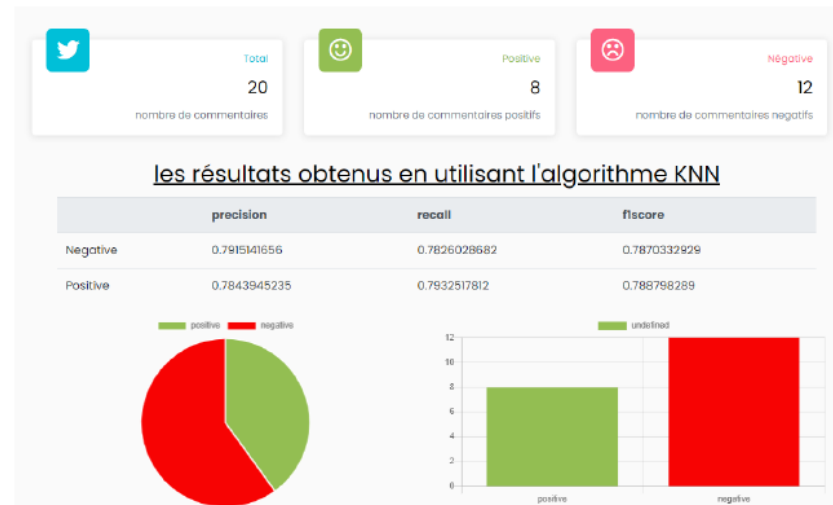 Total
20
nombre de commentaires
Positive
8
nombre de commentaires positifs
Négative
12
nombre de commentaires negatifs
les résultats obtenus en utilisant l'algorithme KNN
precision recall f1score
Negative 0.7915141656 0.7826028682 0.7870332929
Positive 0.7843945235 0.7932517812 0.788798289
positive negative
undefined
12
10
8
6
4
2
0
positive negative